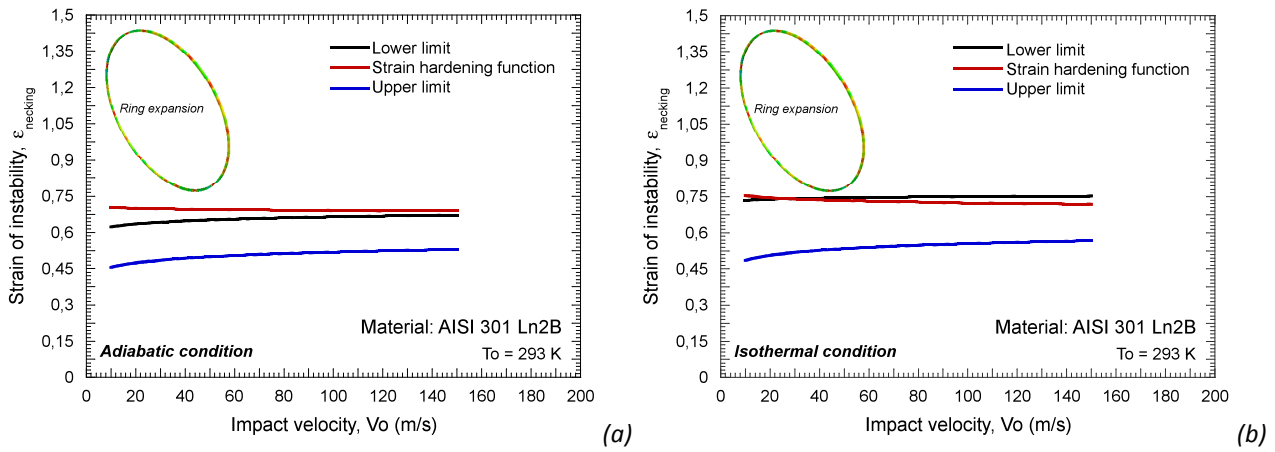 1,5
1,35
1,2
1,05
0,9
0,75
0,6
0,45
0,3
0,15
0
Strain of instability, εnecking
Ring expansion
Lower limit
Strain hardening function
Upper limit
Material: AISI 301 Ln2B
Adiabatic condition
To = 293 K
0 20 40 60 80 100 120 140 160 180 200
Impact velocity, Vo (m/s)
(a)
1,5
1,35
1,2
1,05
0,9
0,75
0,6
0,45
0,3
0,15
0
Strain of instability, εnecking
Ring expansion
Lower limit
Strain hardening function
Upper limit
Material: AISI 301 Ln2B
Isothermal condition
To = 293 K
0 20 40 60 80 100 120 140 160 180 200
Impact velocity, Vo (m/s)
(b)